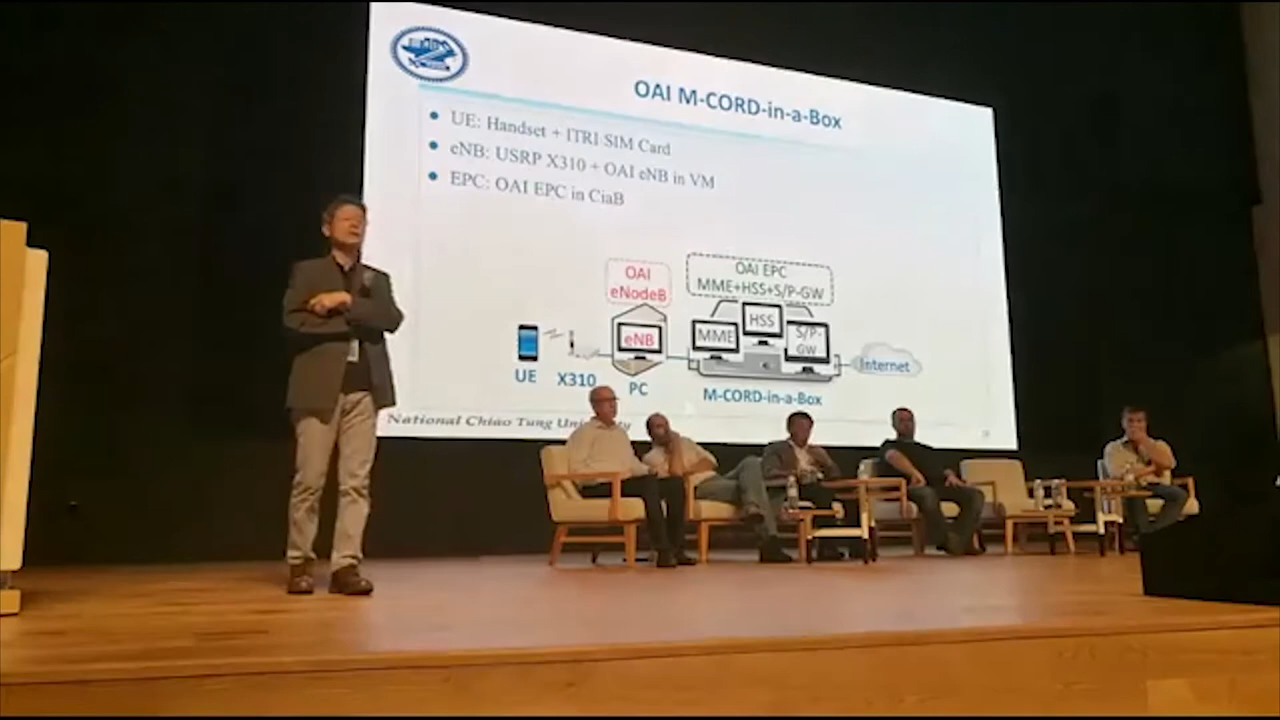 OAI M-CORD-in-a-Box
UE: Handset + ITRI SIM Card
eNB: USRP X310 + OAI eNB in VM
EPC: OAI EPC in CiaB
OAI
eNodeB
OAI EPC
MME+HSS+S/P-GW
eNB
MME
HSS
S/P-
GW
Internet
UE
X310
PC
M-CORD-in-a-Box
National Chiao Tung University